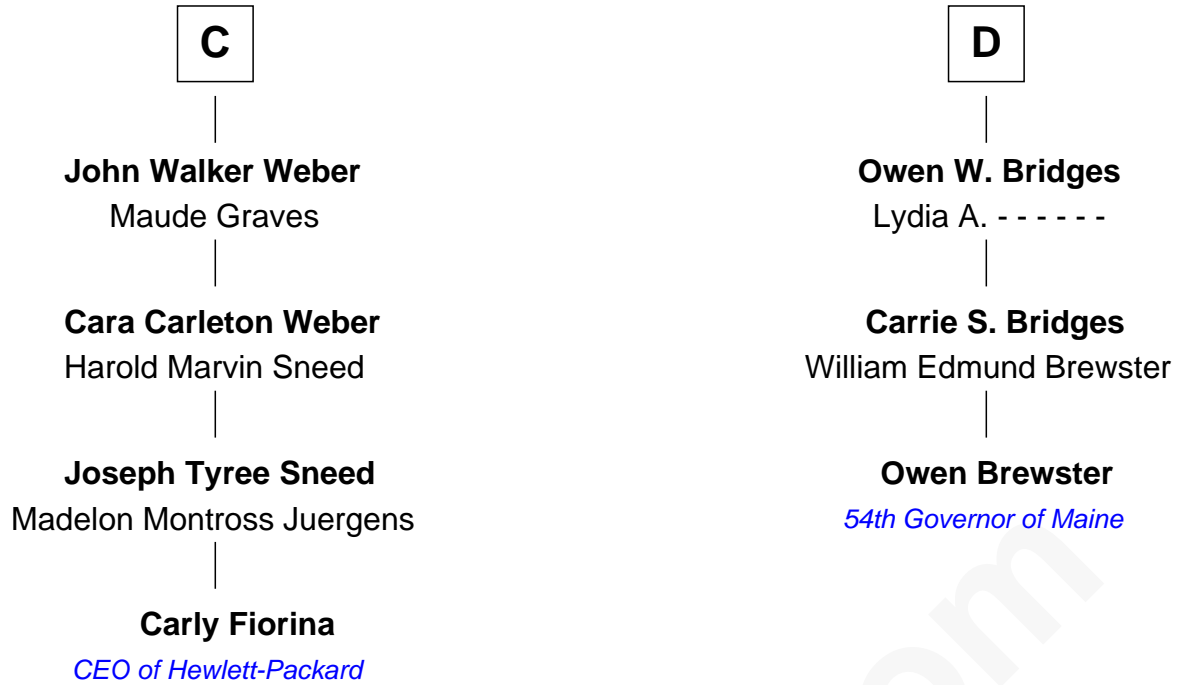 C
John Walker Weber
Maude Graves
Cara Carleton Weber
Harold Marvin Sneed
Joseph Tyree Sneed
Madelon Montross Juergens
Carly Fiorina
CEO of Hewlett-Packard
D
Owen W. Bridges
Lydia A. - - - - - -
Carrie S. Bridges
William Edmund Brewster
Owen Brewster
54th Governor of Maine
om